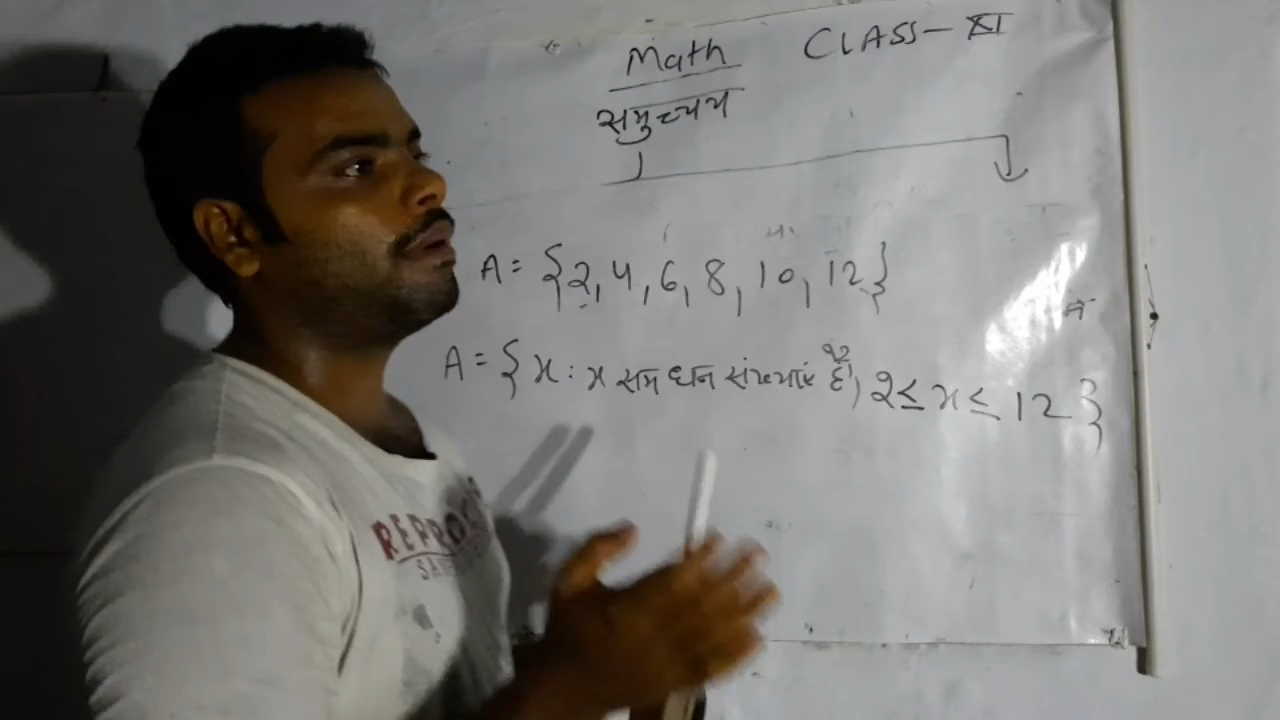 Math CLASS-XI
समुच्चय
A = {2, 4, 6, 8, 10, 12}
A = {x : x सम धन संख्याएं है, 2 ≤ x ≤ 12}
REPRO